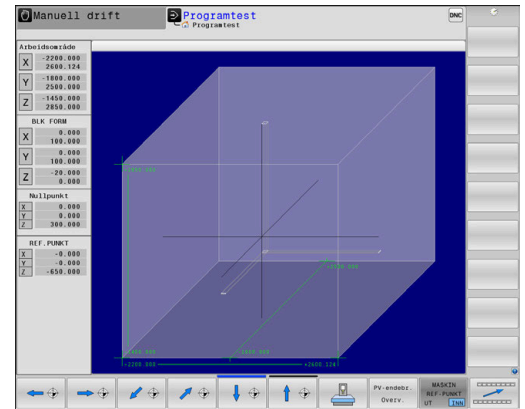 Manuell drift
Programtest
Programtest
DNC
Arbeidsområde
X -2200.000
2600.124
Y -1800.000
2500.000
Z -1450.000
2850.000
BLK FORM
X 0.000
100.000
Y 0.000
100.000
Z -20.000
0.000
Nullpunkt
X 0.000
Y 0.000
Z 300.000
REF.PUNKT
X -0.000
Y -0.000
Z -650.000
-2200.000
+2600.124
PV-endebr.
Overv.
MASKIN
REF-PUNKT
UT INN